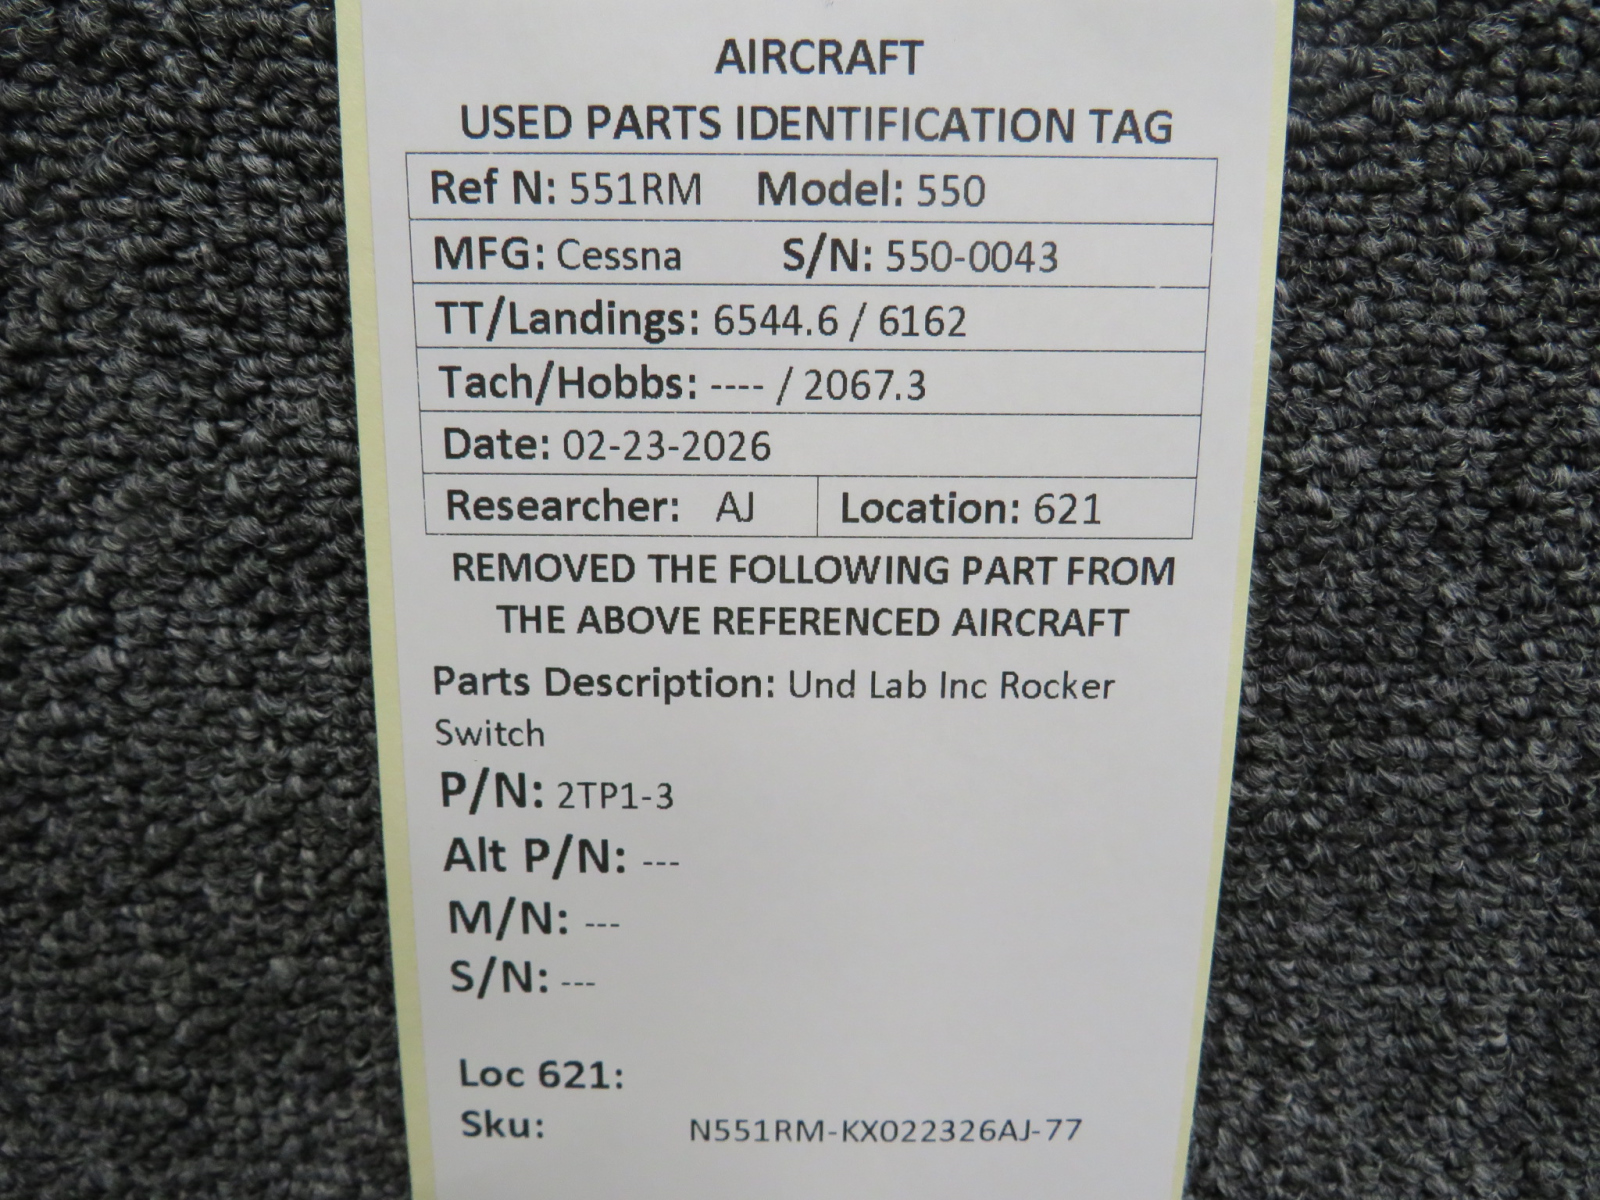 AIRCRAFT
USED PARTS IDENTIFICATION TAG
Ref N: 551RM Model: 550
MFG: Cessna S/N: 550-0043
TT/Landings: 6544.6 / 6162
Tach/Hobbs: ---- / 2067.3
Date: 02-23-2026
Researcher: AJ Location: 621
REMOVED THE FOLLOWING PART FROM
THE ABOVE REFERENCED AIRCRAFT
Parts Description: Und Lab Inc Rocker
Switch
P/N: 2TP1-3
Alt P/N: ---
M/N: ---
S/N: ---
Loc 621:
Sku: N551RM-KX022326AJ-77